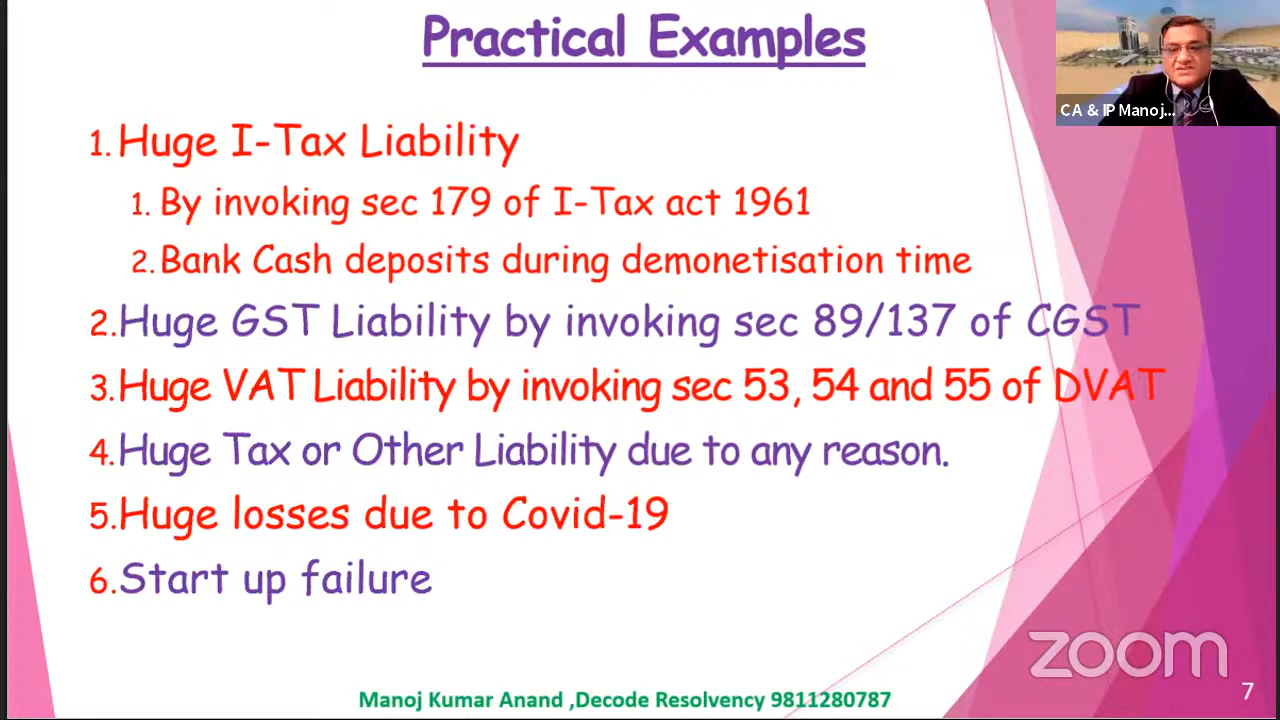 Practical Examples
CA & IP Manoj...
1. Huge I-Tax Liability
1. By invoking sec 179 of I-Tax act 1961
2. Bank Cash deposits during demonetisation time
2. Huge GST Liability by invoking sec 89/137 of CGST
3. Huge VAT Liability by invoking sec 53, 54 and 55 of DVAT
4. Huge Tax or Other Liability due to any reason.
5. Huge losses due to Covid-19
6. Start up failure
zoom
Manoj Kumar Anand ,Decode Resolvency 9811280787
7